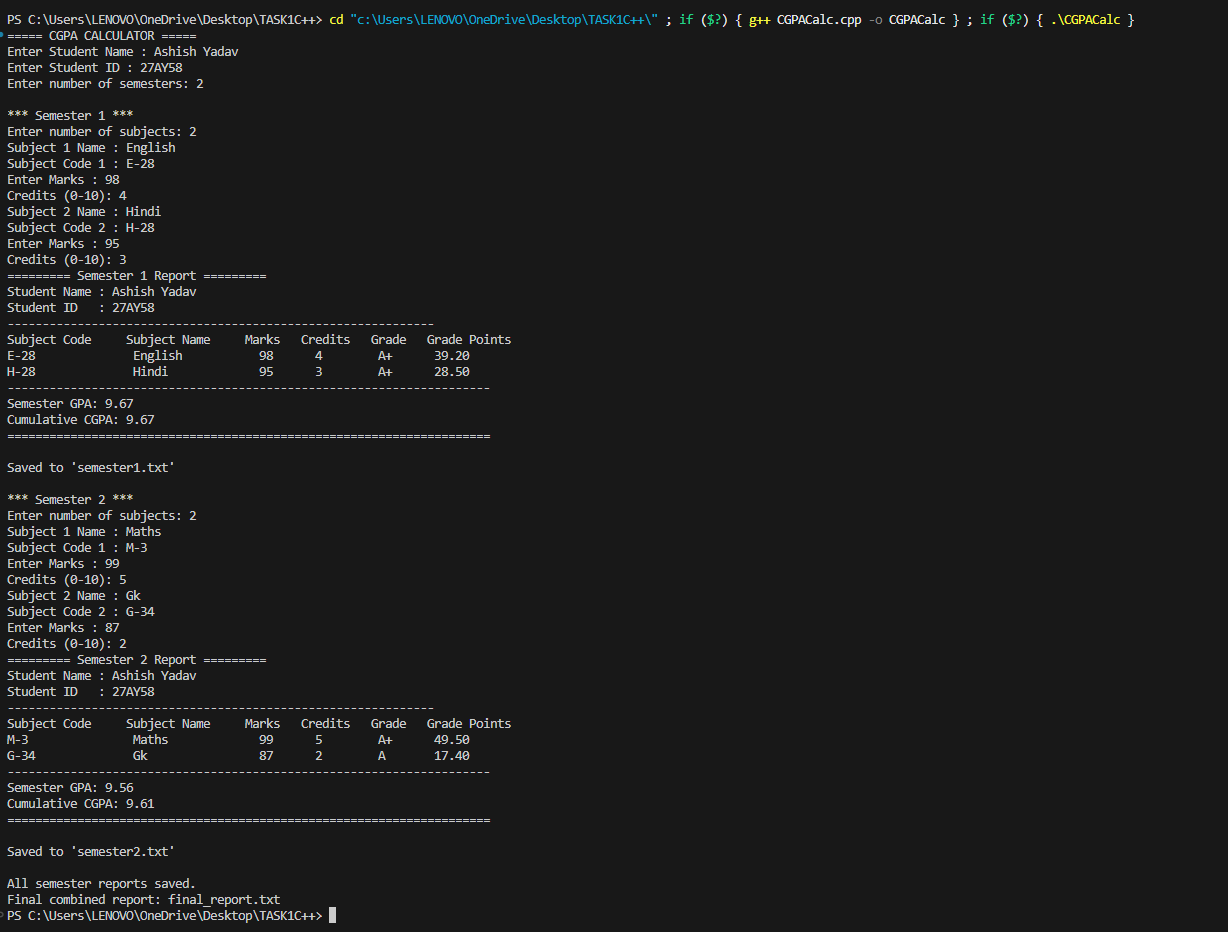 PS C:\Users\LENOVO\OneDrive\Desktop\TASK1C++> cd "c:\Users\LENOVO\OneDrive\Desktop\TASK1C++\" ; if ($?) { g++ CGPACalc.cpp -o CGPACalc } ; if ($?) { .\CGPACalc }
===== CGPA CALCULATOR =====
Enter Student Name : Ashish Yadav
Enter Student ID : 27AY58
Enter number of semesters: 2

*** Semester 1 ***
Enter number of subjects: 2
Subject 1 Name : English
Subject Code 1 : E-28
Enter Marks : 98
Credits (0-10): 4
Subject 2 Name : Hindi
Subject Code 2 : H-28
Enter Marks : 95
Credits (0-10): 3
========= Semester 1 Report =========
Student Name : Ashish Yadav
Student ID   : 27AY58
-------------------------------------------------------------
Subject Code     Subject Name     Marks   Credits   Grade   Grade Points
E-28              English           98      4        A+      39.20
H-28              Hindi             95      3        A+      28.50
---------------------------------------------------------------------
Semester GPA: 9.67
Cumulative CGPA: 9.67
=====================================================================

Saved to 'semester1.txt'

*** Semester 2 ***
Enter number of subjects: 2
Subject 1 Name : Maths
Subject Code 1 : M-3
Enter Marks : 99
Credits (0-10): 5
Subject 2 Name : Gk
Subject Code 2 : G-34
Enter Marks : 87
Credits (0-10): 2
========= Semester 2 Report =========
Student Name : Ashish Yadav
Student ID   : 27AY58
-------------------------------------------------------------
Subject Code     Subject Name     Marks   Credits   Grade   Grade Points
M-3               Maths             99      5        A+      49.50
G-34              Gk                87      2        A       17.40
---------------------------------------------------------------------
Semester GPA: 9.56
Cumulative CGPA: 9.61
=====================================================================

Saved to 'semester2.txt'

All semester reports saved.
Final combined report: final_report.txt
PS C:\Users\LENOVO\OneDrive\Desktop\TASK1C++>